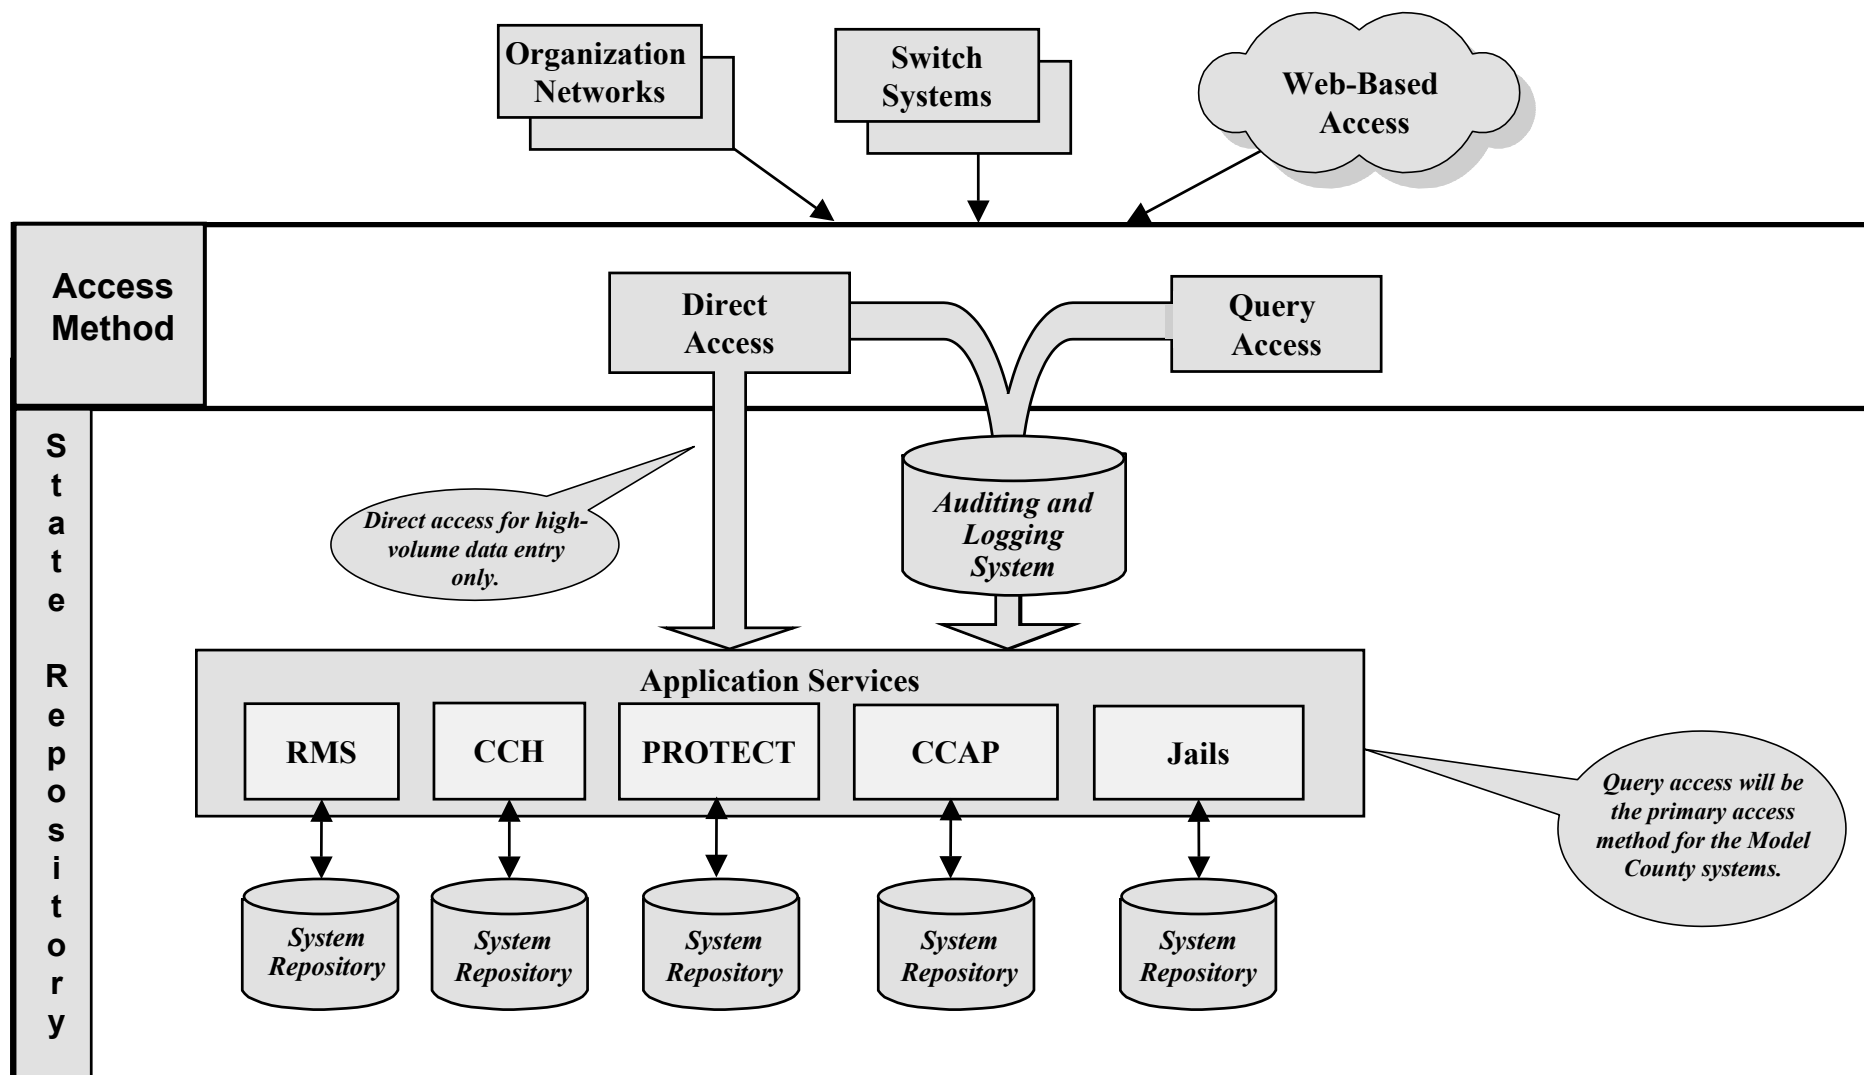 Organization
Networks
Switch
Systems
Web-Based
Access
Access
Method
Direct
Access
Query
Access
State
Repository
Direct access for high-
volume data entry
only.
Auditing and
Logging
System
Application Services
RMS
CCH
PROTECT
CCAP
Jails
Query access will be
the primary access
method for the Model
County systems.
System
Repository
System
Repository
System
Repository
System
Repository
System
Repository